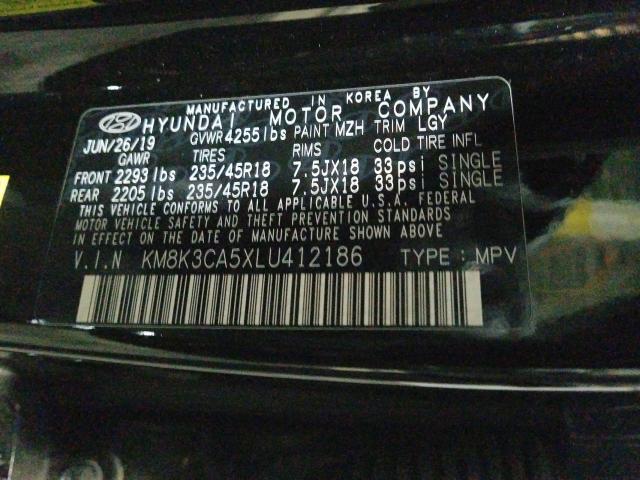 MANUFACTURED IN KOREA BY
HYUNDAI MOTOR COMPANY
JUN/26/19 GVWR 4255 lbs PAINT MZH TRIM LGY
GAWR TIRES RIMS COLD TIRE INFL
FRONT 2293 lbs 235/45R18 7.5JX18 33psi SINGLE
REAR 2205 lbs 235/45R18 7.5JX18 33psi SINGLE
THIS VEHICLE CONFORMS TO ALL APPLICABLE U.S.A. FEDERAL
MOTOR VEHICLE SAFETY AND THEFT PREVENTION STANDARDS
IN EFFECT ON THE DATE OF MANUFACTURE SHOWN ABOVE
V.I.N KM8K3CA5XLU412186 TYPE : MPV